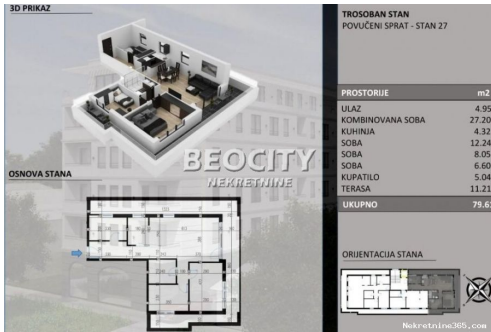 3D PRIKAZ
TROSOBAN STAN
POVUČENI SPRAT - STAN 27
PROSTORIJE m2
ULAZ 4.95
KOMBINOVANA SOBA 27.20
KUHINJA 4.32
SOBA 12.24
SOBA 8.05
SOBA 6.60
KUPATILO 5.04
TERASA 11.21
UKUPNO 79.61
BEOCITY
NEKRETNINE
OSNOVA STANA
ORIJENTACIJA STANA
Nekretnine365.com